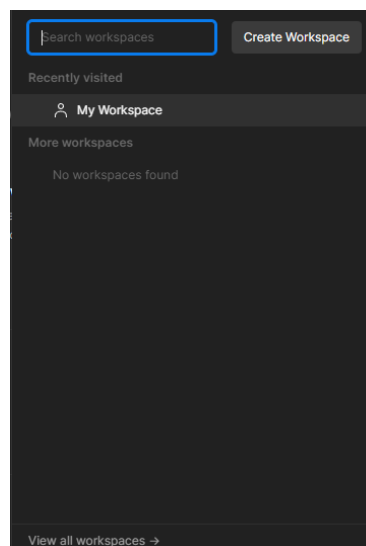 Search workspaces
Create Workspace
Recently visited
My Workspace
More workspaces
No workspaces found
View all workspaces →